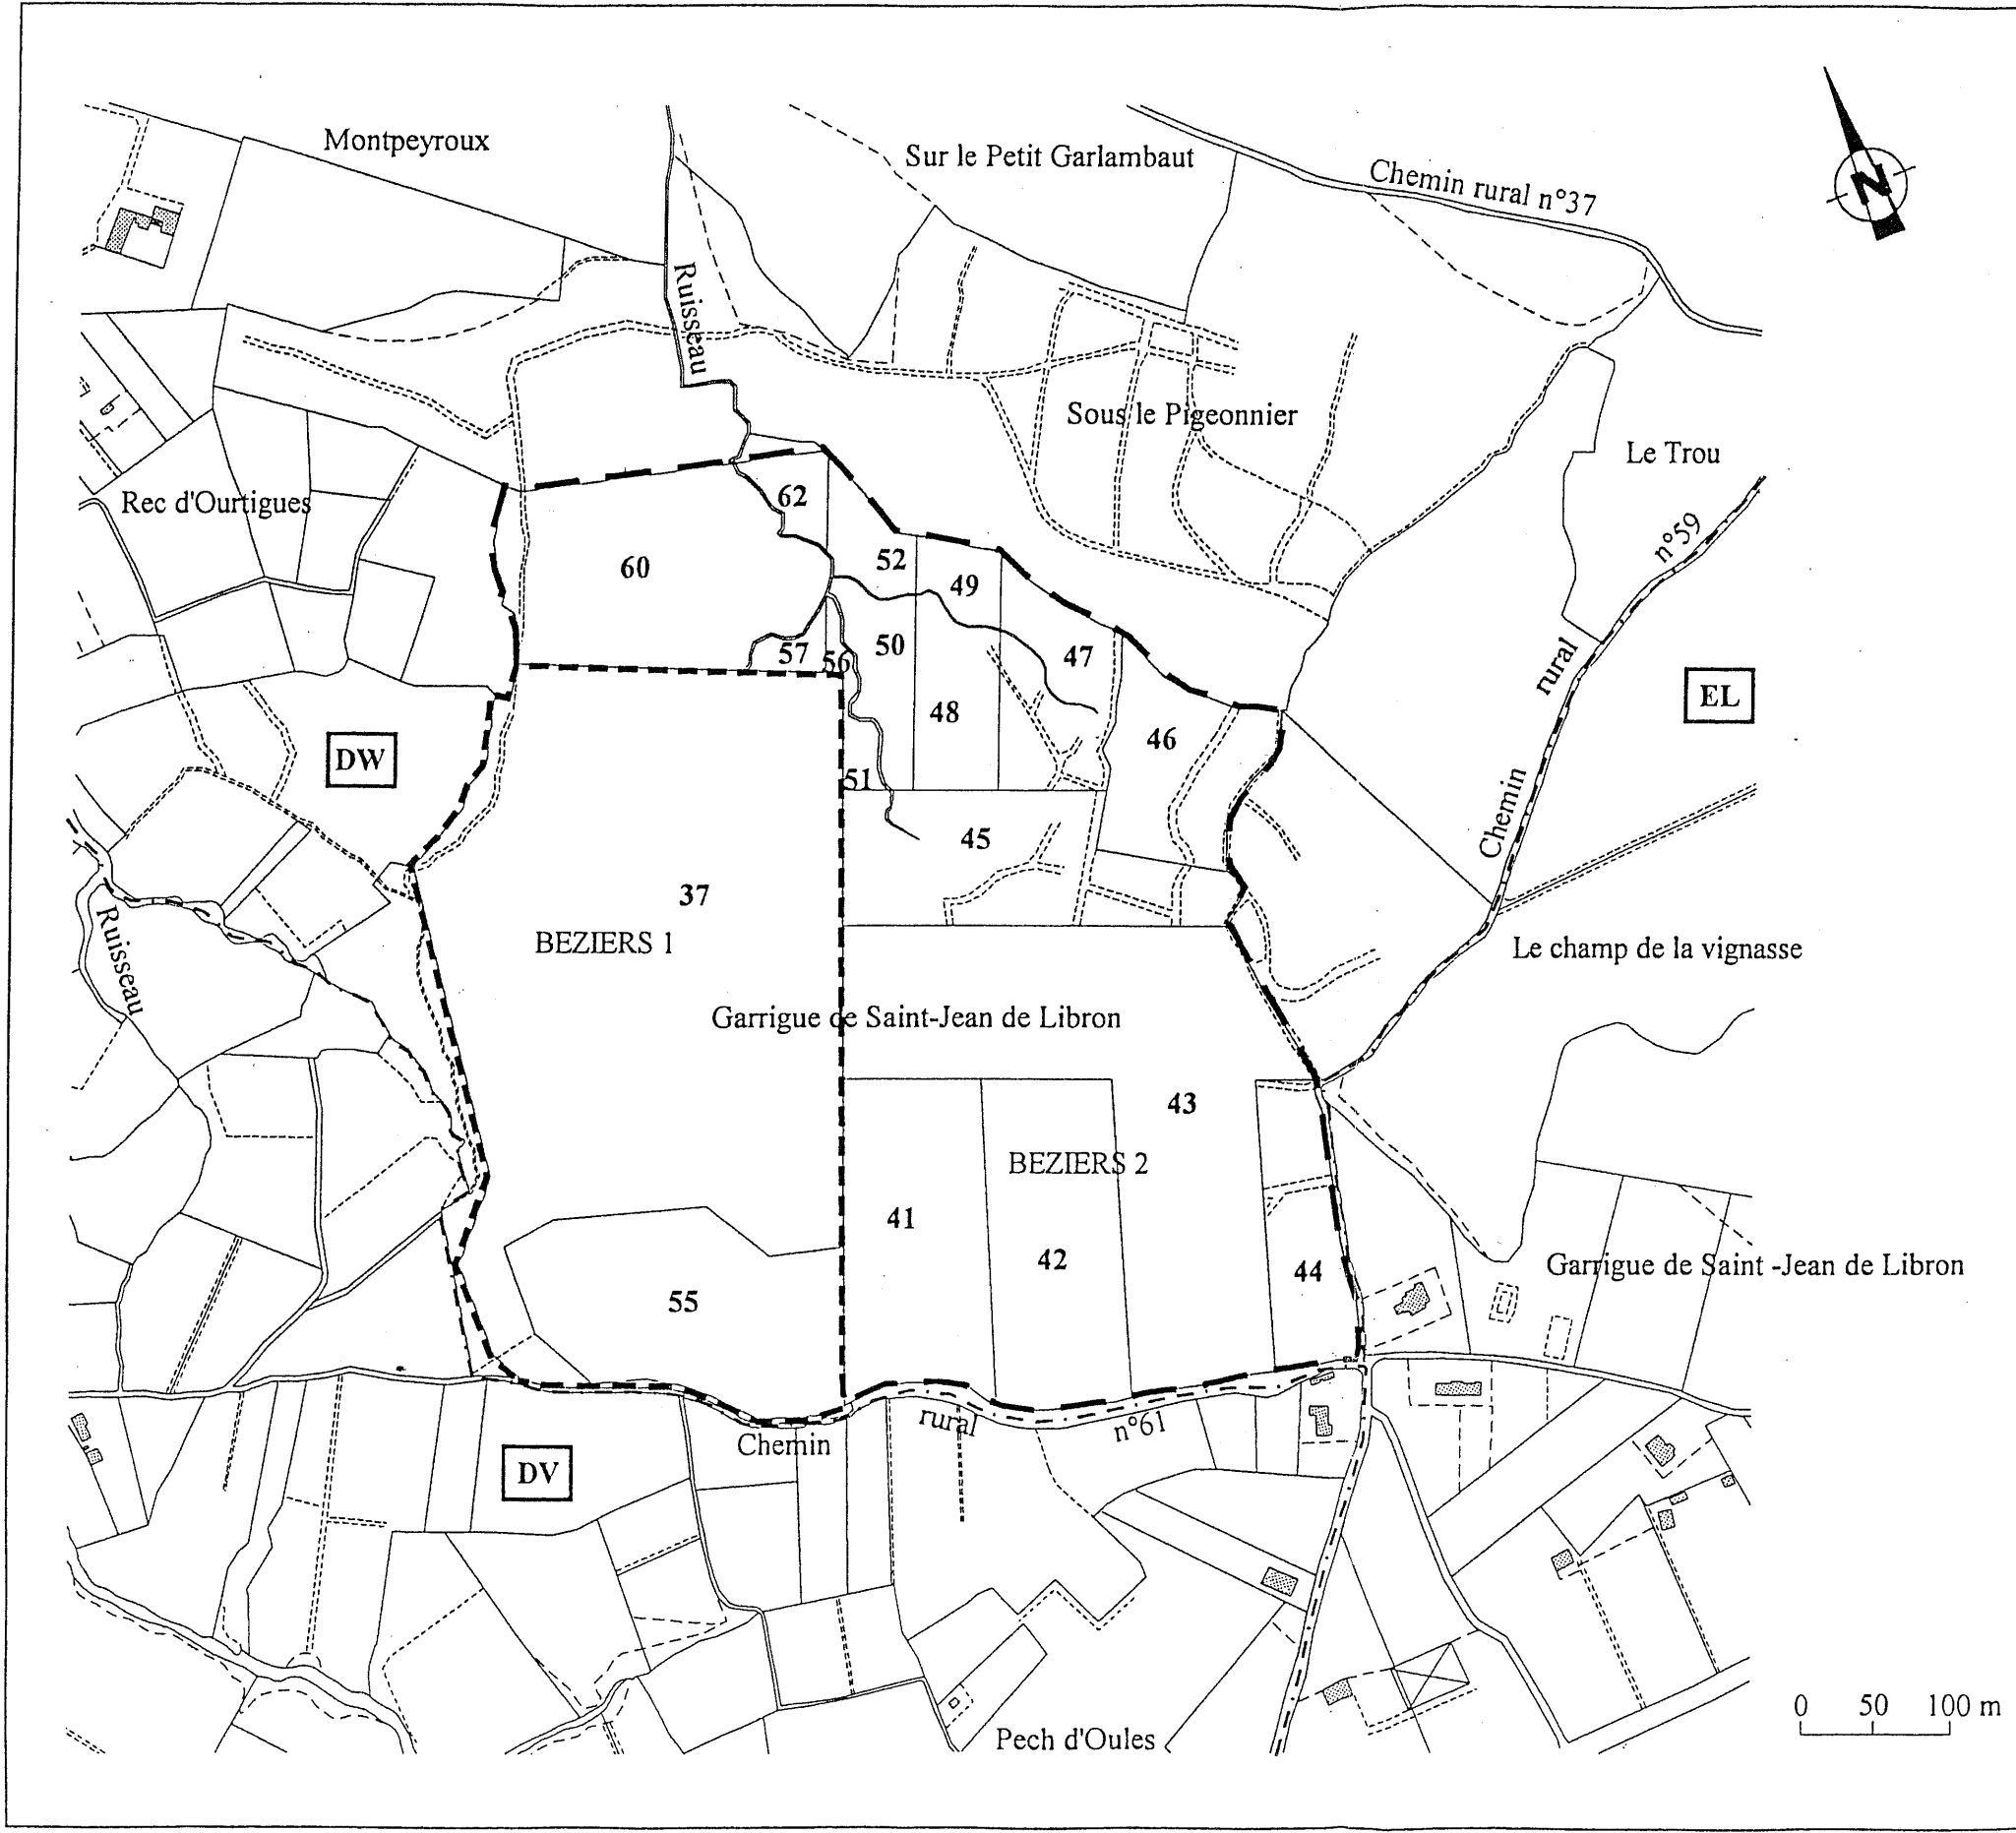 Montpeyroux
Sur le Petit Garlambaut
Chemin rural n°37
N
Ruisseau
Sous le Pigeonnier
Le Trou
Rec d'Ourtigues
62
60
52
49
n°59
57
56
50
47
rural
EL
48
46
DW
51
45
Chemin
37
BEZIERS 1
Ruisseau
Le champ de la vignasse
Garrigue de Saint-Jean de Libron
43
BEZIERS 2
41
42
44
Garrigue de Saint -Jean de Libron
55
Chemin rural n°61
DV
0 50 100 m
Pech d'Oules